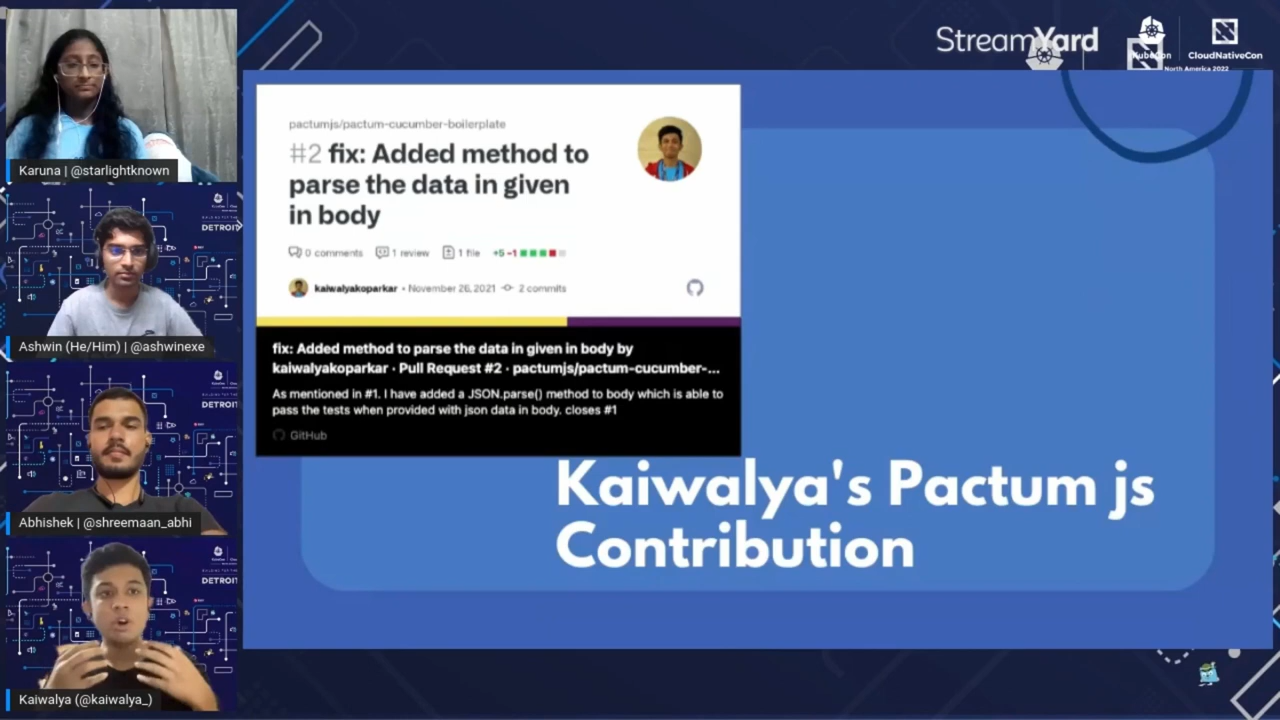 StreamYard
KubeCon
CloudNativeCon
North America 2022
Karuna | @starlightknown
DETROIT
Ashwin (He/Him) | @ashwinexe
DETROIT
Abhishek | @shreemaan_abhi
DETROIT
Kaiwalya (@kaiwalya_)
pactumjs/pactum-cucumber-boilerplate
#2 fix: Added method to
parse the data in given
in body
0 comments 1 review 1 file +5 -1
kaiwalyakoparkar • November 26, 2021 2 commits
fix: Added method to parse the data in given in body by
kaiwalyakoparkar · Pull Request #2 · pactumjs/pactum-cucumber-...
As mentioned in #1. I have added a JSON.parse() method to body which is able to
pass the tests when provided with json data in body. closes #1
GitHub
Kaiwalya's Pactum js
Contribution